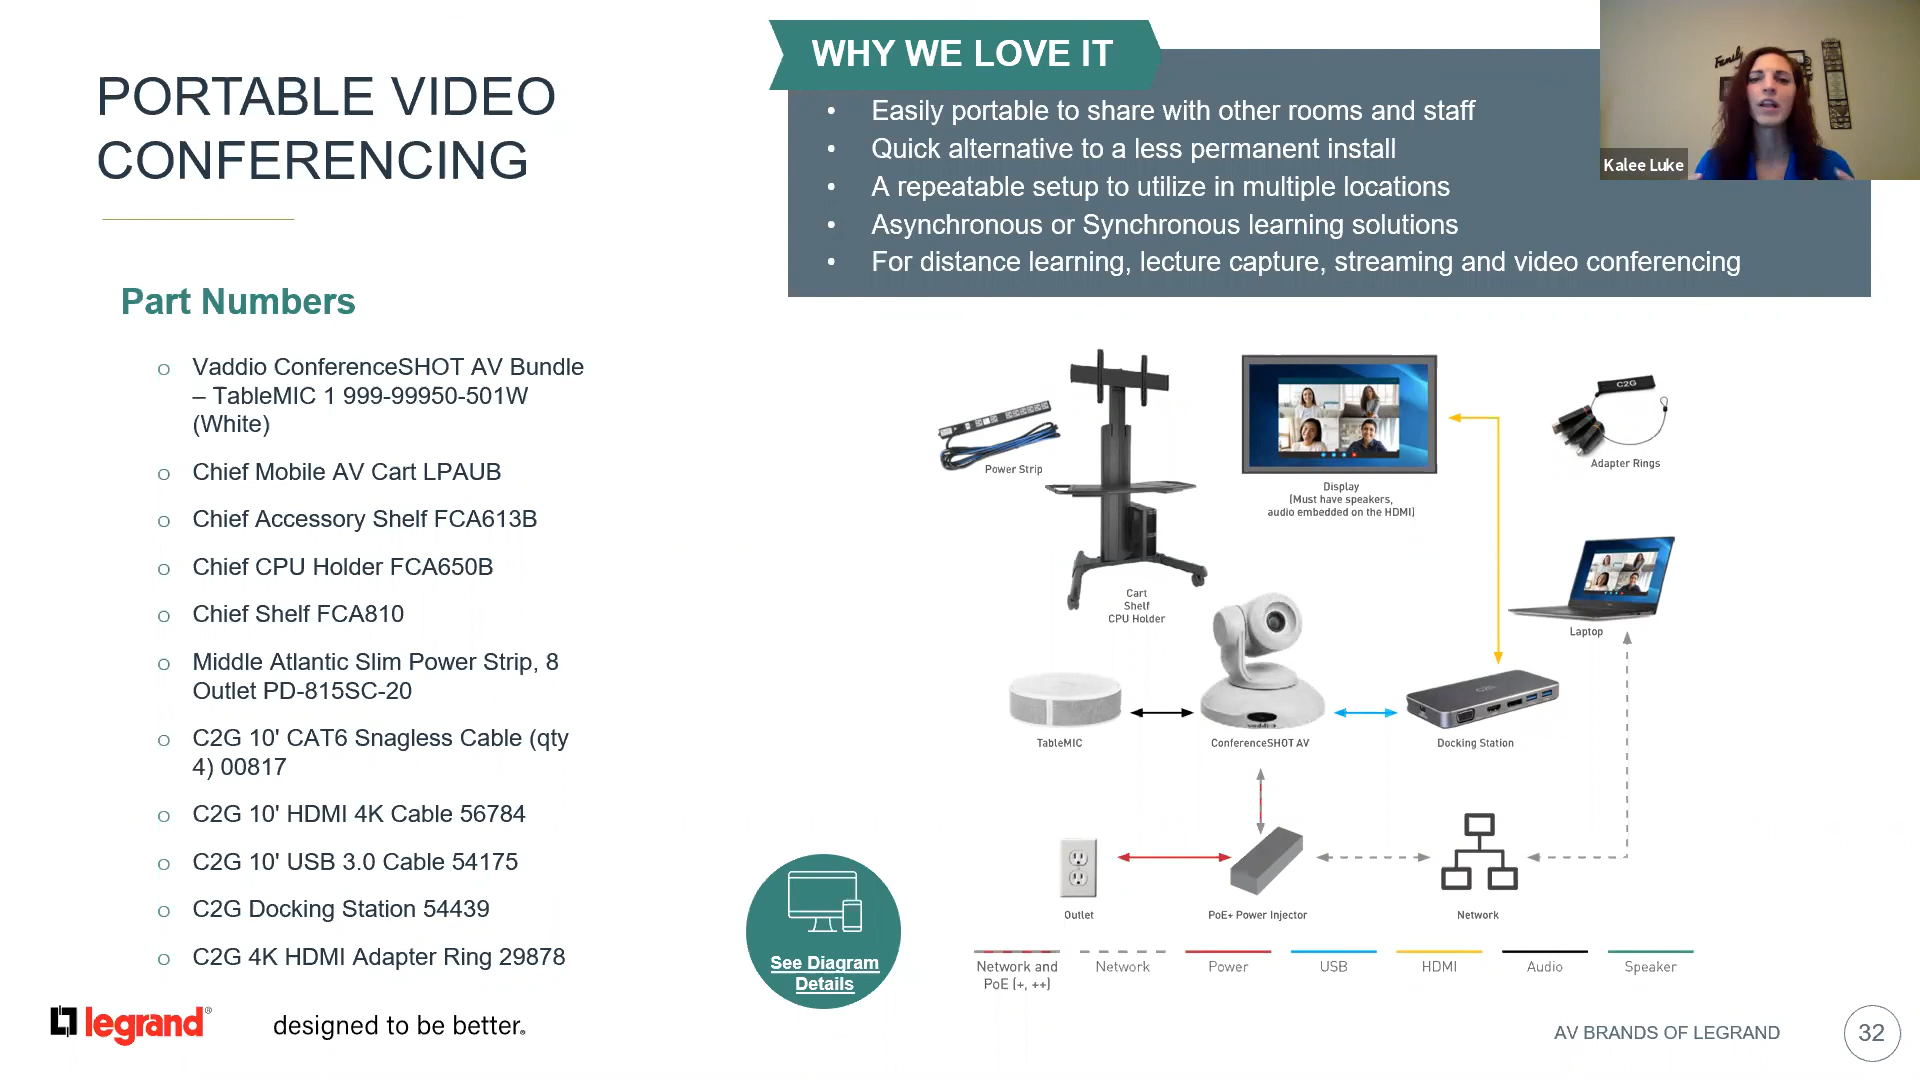 PORTABLE VIDEO
CONFERENCING
Part Numbers
o Vaddio ConferenceSHOT AV Bundle
– TableMIC 1 999-99950-501W
(White)
o Chief Mobile AV Cart LPAUB
o Chief Accessory Shelf FCA613B
o Chief CPU Holder FCA650B
o Chief Shelf FCA810
o Middle Atlantic Slim Power Strip, 8
Outlet PD-815SC-20
o C2G 10' CAT6 Snagless Cable (qty
4) 00817
o C2G 10' HDMI 4K Cable 56784
o C2G 10' USB 3.0 Cable 54175
o C2G Docking Station 54439
o C2G 4K HDMI Adapter Ring 29878
WHY WE LOVE IT
• Easily portable to share with other rooms and staff
• Quick alternative to a less permanent install
• A repeatable setup to utilize in multiple locations
• Asynchronous or Synchronous learning solutions
• For distance learning, lecture capture, streaming and video conferencing
Family
Kalee Luke
Power Strip
Cart
Shelf
CPU Holder
Display
(Must have speakers,
audio embedded on the HDMI)
C2G
Adapter Rings
Laptop
TableMIC
vaddio
ConferenceSHOT AV
C2G
Docking Station
Outlet
PoE+ Power Injector
Network
See Diagram
Details
Network and
PoE (+, ++)
Network
Power
USB
HDMI
Audio
Speaker
legrand®
designed to be better.
AV BRANDS OF LEGRAND
32